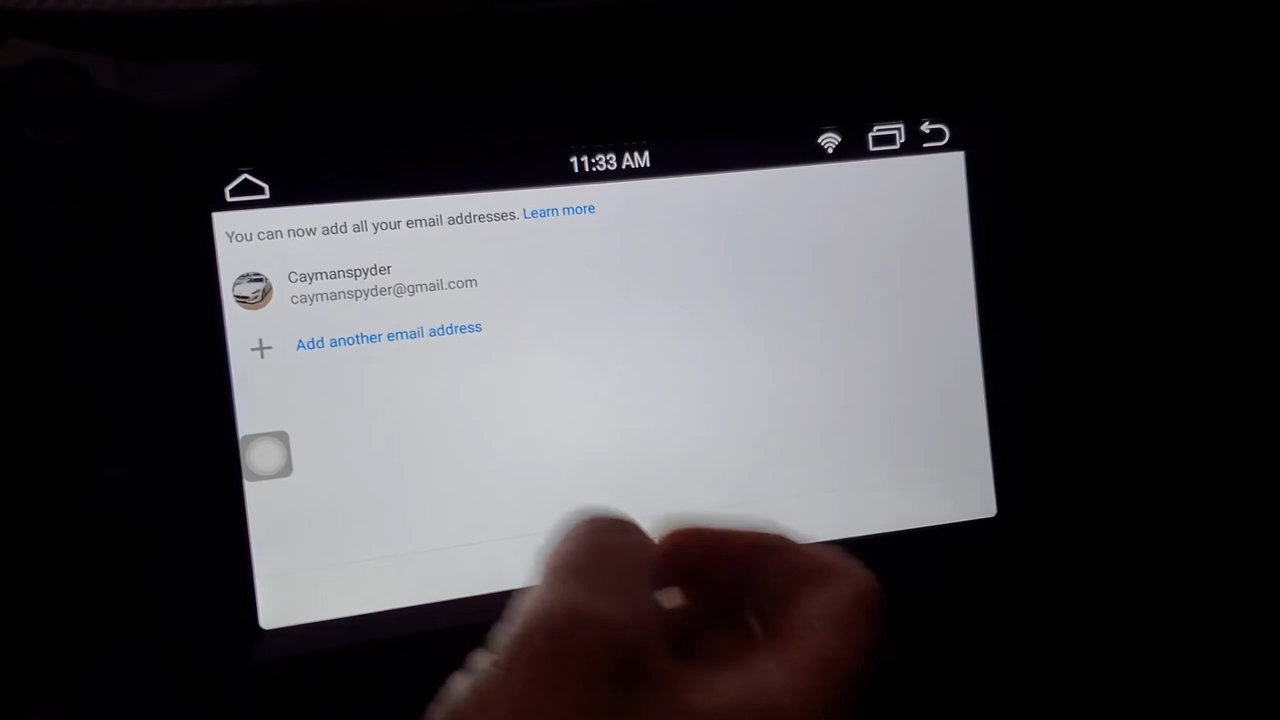 11:33 AM
You can now add all your email addresses. Learn more
Caymanspyder
caymanspyder@gmail.com
Add another email address